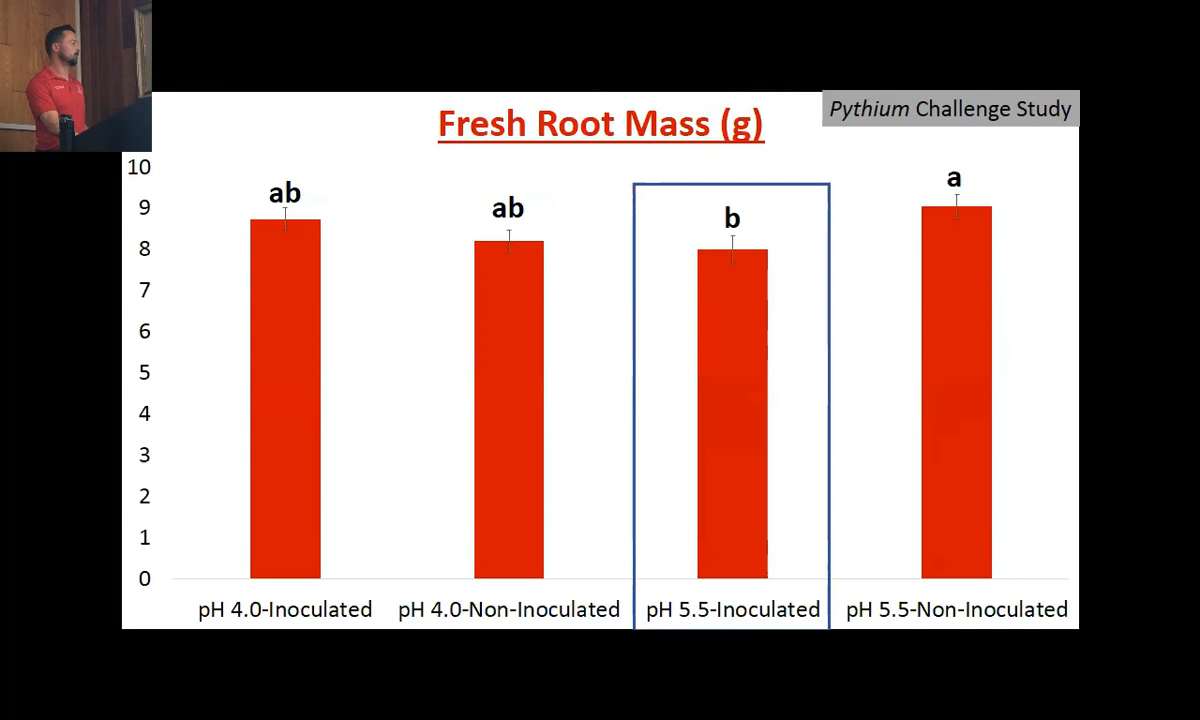 Pythium Challenge Study
Fresh Root Mass (g)
10
9
8
7
6
5
4
3
2
1
0
ab
ab
b
a
pH 4.0-Inoculated
pH 4.0-Non-Inoculated
pH 5.5-Inoculated
pH 5.5-Non-Inoculated